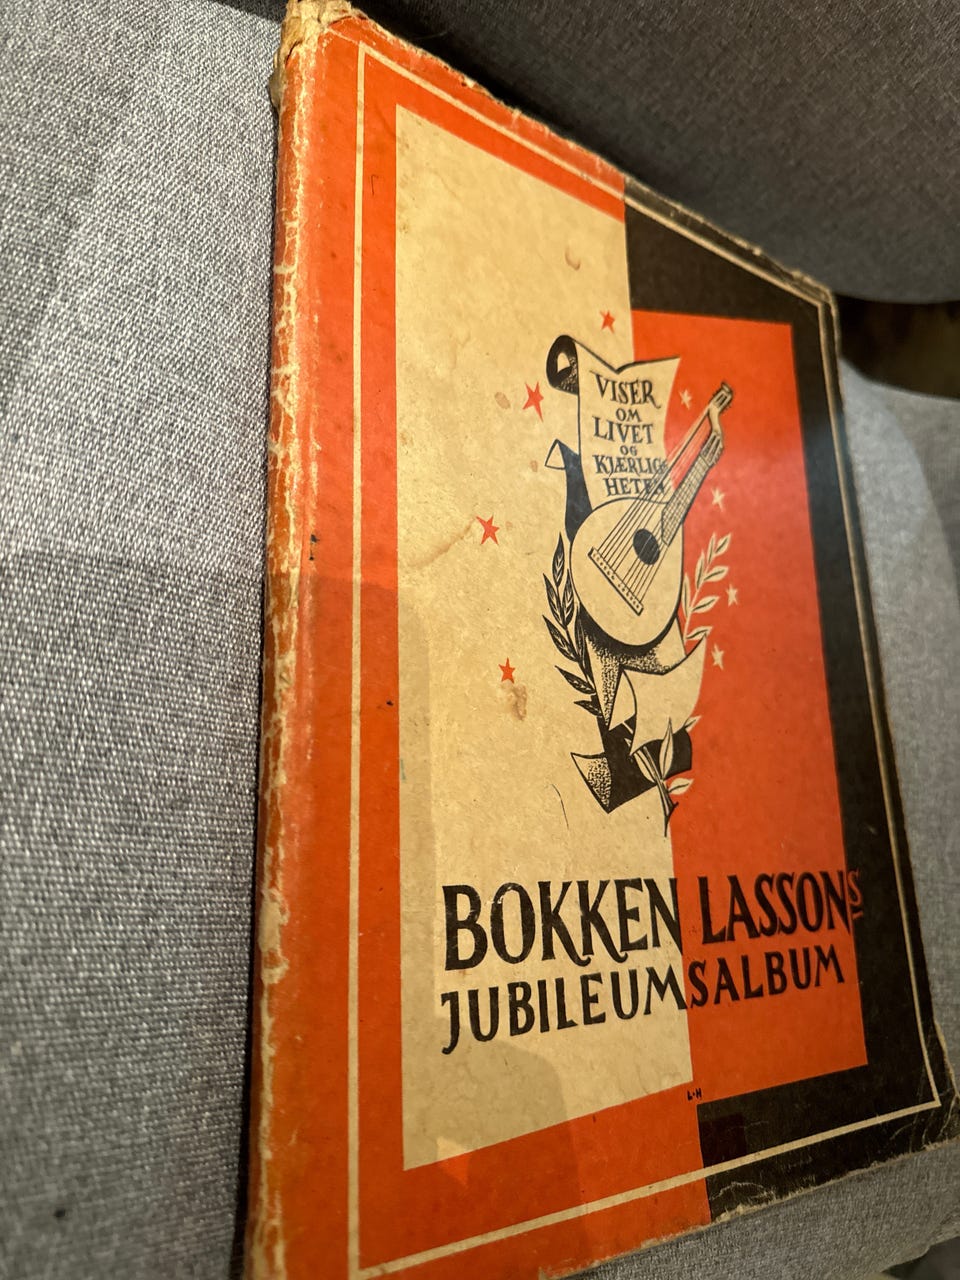 VISER
OM
LIVET
OG
KJÆRLIG-
HETEN
BOKKEN LASSONS
JUBILEUMSALBUM
L·H